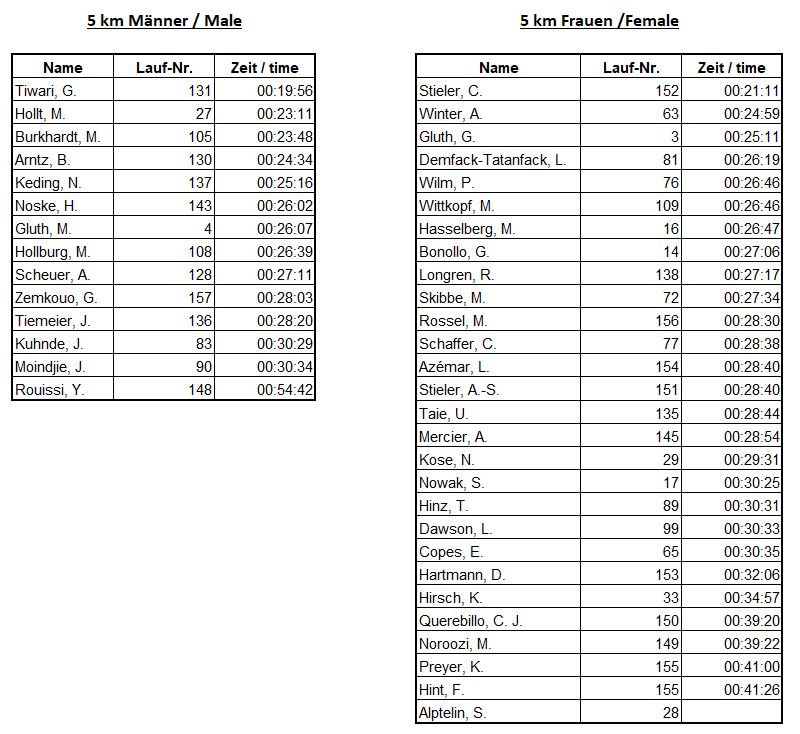 5 km Männer / Male
Name Lauf-Nr. Zeit / time
Tiwari, G. 131 00:19:56
Hollt, M. 27 00:23:11
Burkhardt, M. 105 00:23:48
Arntz, B. 130 00:24:34
Keding, N. 137 00:25:16
Noske, H. 143 00:26:02
Gluth, M. 4 00:26:07
Hollburg, M. 108 00:26:39
Scheuer, A. 128 00:27:11
Zemkouo, G. 157 00:28:03
Tiemeier, J. 136 00:28:20
Kuhnde, J. 83 00:30:29
Moindjie, J. 90 00:30:34
Rouissi, Y. 148 00:54:42
5 km Frauen /Female
Name Lauf-Nr. Zeit / time
Stieler, C. 152 00:21:11
Winter, A. 63 00:24:59
Gluth, G. 3 00:25:11
Demfack-Tatanfack, L. 81 00:26:19
Wilm, P. 76 00:26:46
Wittkopf, M. 109 00:26:46
Hasselberg, M. 16 00:26:47
Bonollo, G. 14 00:27:06
Longren, R. 138 00:27:17
Skibbe, M. 72 00:27:34
Rossel, M. 156 00:28:30
Schaffer, C. 77 00:28:38
Azémar, L. 154 00:28:40
Stieler, A.-S. 151 00:28:40
Taie, U. 135 00:28:44
Mercier, A. 145 00:28:54
Kose, N. 29 00:29:31
Nowak, S. 17 00:30:25
Hinz, T. 89 00:30:31
Dawson, L. 99 00:30:33
Copes, E. 65 00:30:35
Hartmann, D. 153 00:32:06
Hirsch, K. 33 00:34:57
Querebillo, C. J. 150 00:39:20
Noroozi, M. 149 00:39:22
Preyer, K. 155 00:41:00
Hint, F. 155 00:41:26
Alptelin, S. 28